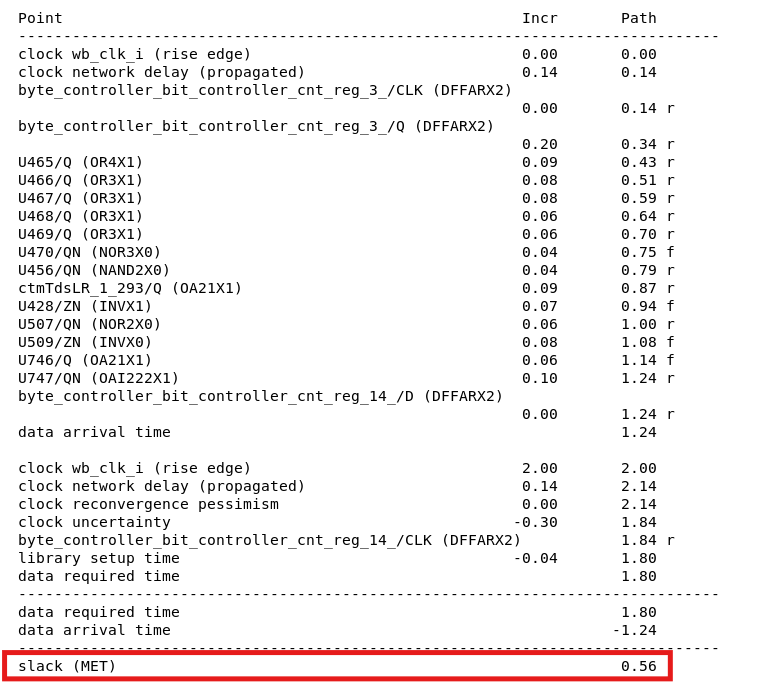 Point Incr Path
--------------------------------------------------------------------------------
clock wb_clk_i (rise edge) 0.00 0.00
clock network delay (propagated) 0.14 0.14
byte_controller_bit_controller_cnt_reg_3_/CLK (DFFARX2)
0.00 0.14 r
byte_controller_bit_controller_cnt_reg_3_/Q (DFFARX2)
0.20 0.34 r
U465/Q (OR4X1) 0.09 0.43 r
U466/Q (OR3X1) 0.08 0.51 r
U467/Q (OR3X1) 0.08 0.59 r
U468/Q (OR3X1) 0.06 0.64 r
U469/Q (OR3X1) 0.06 0.70 r
U470/QN (NOR3X0) 0.04 0.75 f
U456/QN (NAND2X0) 0.04 0.79 r
ctmTdsLR_1_293/Q (OA21X1) 0.09 0.87 r
U428/ZN (INVX1) 0.07 0.94 f
U507/QN (NOR2X0) 0.06 1.00 r
U509/ZN (INVX0) 0.08 1.08 f
U746/Q (OA21X1) 0.06 1.14 f
U747/QN (OAI222X1) 0.10 1.24 r
byte_controller_bit_controller_cnt_reg_14_/D (DFFARX2)
0.00 1.24 r
data arrival time 1.24
clock wb_clk_i (rise edge) 2.00 2.00
clock network delay (propagated) 0.14 2.14
clock reconvergence pessimism 0.00 2.14
clock uncertainty -0.30 1.84
byte_controller_bit_controller_cnt_reg_14_/CLK (DFFARX2) 1.84 r
library setup time -0.04 1.80
data required time 1.80
--------------------------------------------------------------------------------
data required time 1.80
data arrival time -1.24
--------------------------------------------------------------------------------
slack (MET) 0.56